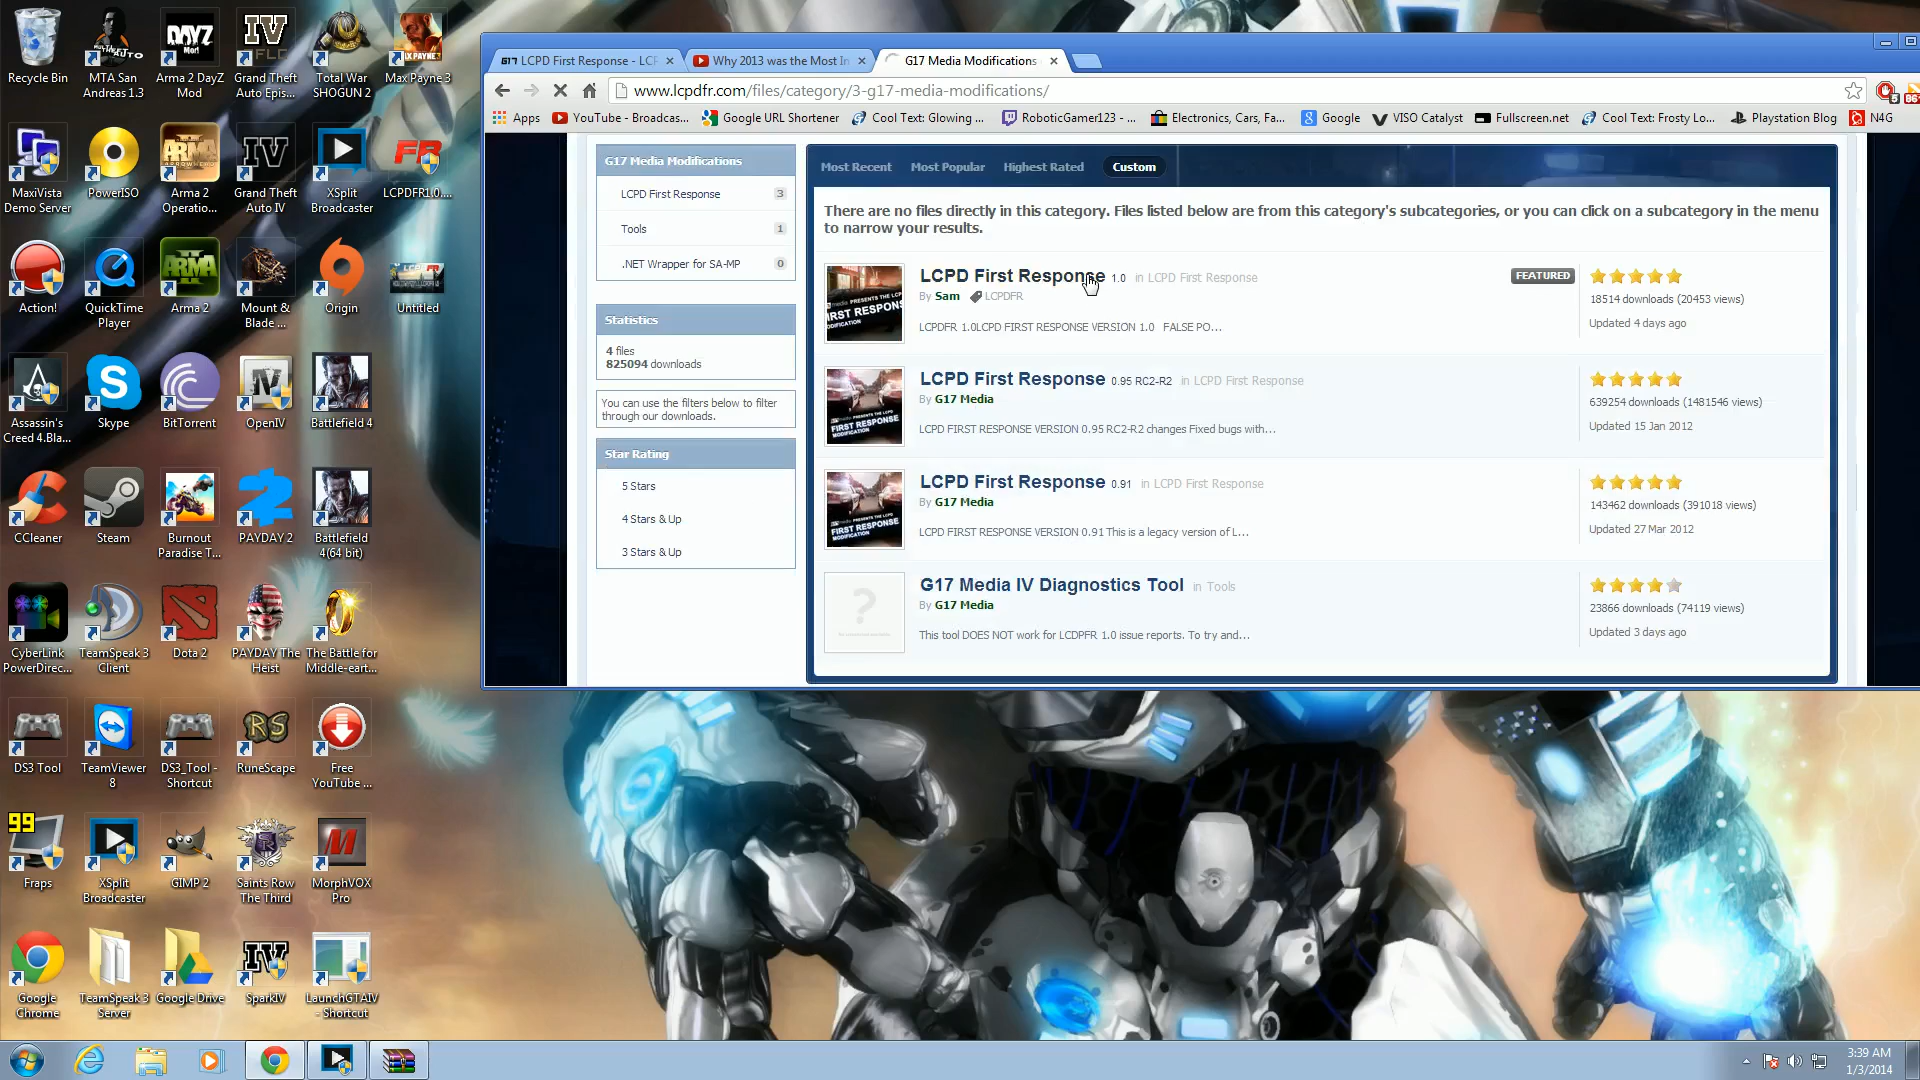 Recycle Bin
MTA San Andreas 1.3
Arma 2 DayZ Mod
Grand Theft Auto Epis...
Total War SHOGUN 2
Max Payne 3
MaxiVista Demo Server
PowerISO
Arma 2 Operatio...
Grand Theft Auto IV
XSplit Broadcaster
LCPDFR1.0....
Action!
QuickTime Player
Arma 2
Mount & Blade ...
Origin
Untitled
Assassin's Creed 4.Bla...
Skype
BitTorrent
OpenIV
Battlefield 4
CCleaner
Steam
Burnout Paradise T...
PAYDAY 2
Battlefield 4(64 bit)
CyberLink PowerDirec...
TeamSpeak 3 Client
Dota 2
PAYDAY The Heist
The Battle for Middle-eart...
DS3 Tool
TeamViewer 8
DS3_Tool - Shortcut
RuneScape
Free YouTube ...
99
Fraps
XSplit Broadcaster
GIMP 2
Saints Row The Third
MorphVOX Pro
Google Chrome
TeamSpeak 3 Server
Google Drive
SparkIV
LaunchGTAIV - Shortcut
G17 LCPD First Response - LCP
Why 2013 was the Most In
G17 Media Modifications
www.lcpdfr.com/files/category/3-g17-media-modifications/
Apps
YouTube - Broadcas...
Google URL Shortener
Cool Text: Glowing ...
RoboticGamer123 - ...
Electronics, Cars, Fa...
Google
VISO Catalyst
Fullscreen.net
Cool Text: Frosty Lo...
Playstation Blog
N4G
G17 Media Modifications
LCPD First Response 3
Tools 1
.NET Wrapper for SA-MP 0
Statistics
4 files
825094 downloads
You can use the filters below to filter
through our downloads.
Star Rating
5 Stars
4 Stars & Up
3 Stars & Up
Most Recent Most Popular Highest Rated Custom
There are no files directly in this category. Files listed below are from this category's subcategories, or you can click on a subcategory in the menu
to narrow your results.
LCPD First Response 1.0 in LCPD First Response
FEATURED
By Sam LCPDFR
LCPDFR 1.0LCPD FIRST RESPONSE VERSION 1.0 FALSE PO...
18514 downloads (20453 views)
Updated 4 days ago
LCPD First Response 0.95 RC2-R2 in LCPD First Response
By G17 Media
LCPD FIRST RESPONSE VERSION 0.95 RC2-R2 changes Fixed bugs with...
639254 downloads (1481546 views)
Updated 15 Jan 2012
LCPD First Response 0.91 in LCPD First Response
By G17 Media
LCPD FIRST RESPONSE VERSION 0.91 This is a legacy version of L...
143462 downloads (391018 views)
Updated 27 Mar 2012
G17 Media IV Diagnostics Tool in Tools
By G17 Media
This tool DOES NOT work for LCDPFR 1.0 issue reports. To try and...
23866 downloads (74119 views)
Updated 3 days ago
3:39 AM
1/3/2014